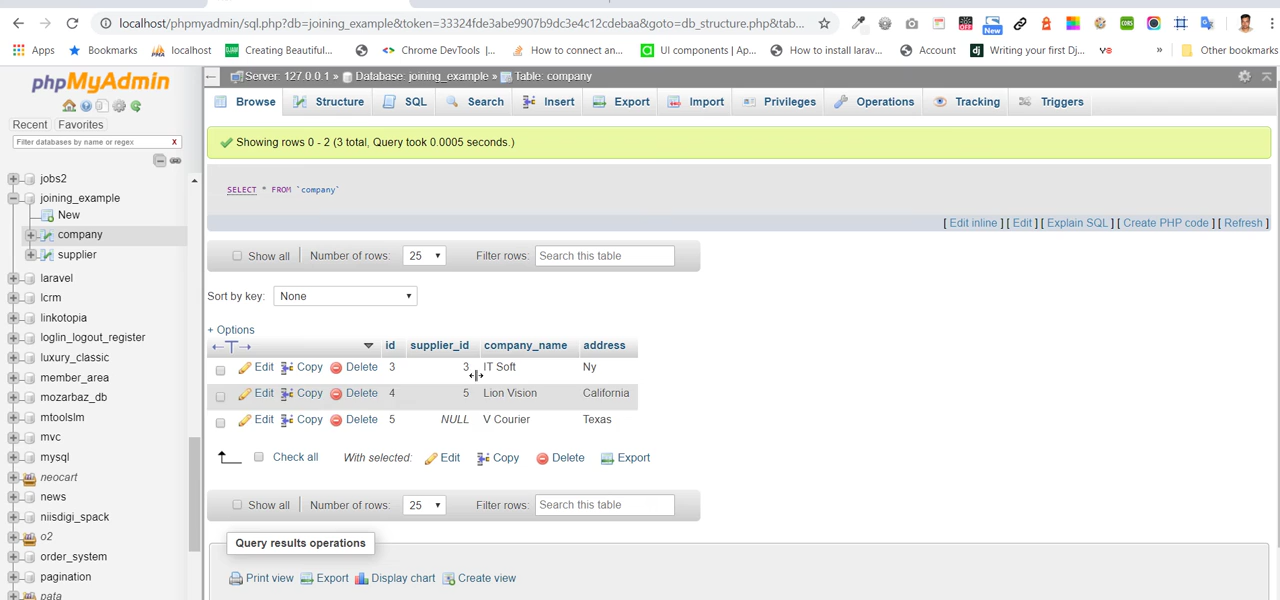 localhost/phpmyadmin/sql.php?db=joining_example&token=33324fde3abe9907b9dc3e4c12cdebaa&goto=db_structure.php&tab...
New
Apps Bookmarks localhost Creating Beautiful... Chrome DevTools |... How to connect an... UI components | Ap... How to install larav... Account Writing your first Dj... » Other bookmarks
phpMyAdmin
Recent Favorites
Filter databases by name or regex X
jobs2
joining_example
New
company
supplier
laravel
lcrm
linkotopia
loglin_logout_register
luxury_classic
member_area
mozarbaz_db
mtoolslm
mvc
mysql
neocart
news
niisdigi_spack
o2
order_system
pagination
pata
Server: 127.0.0.1 » Database: joining_example » Table: company
Browse Structure SQL Search Insert Export Import Privileges Operations Tracking Triggers
Showing rows 0 - 2 (3 total, Query took 0.0005 seconds.)
SELECT * FROM `company`
[ Edit inline ] [ Edit ] [ Explain SQL ] [ Create PHP code ] [ Refresh ]
Show all Number of rows: 25 Filter rows: Search this table
Sort by key: None
+ Options
←T→ id supplier_id company_name address
Edit Copy Delete 3 3 IT Soft Ny
Edit Copy Delete 4 5 Lion Vision California
Edit Copy Delete 5 NULL V Courier Texas
Check all With selected: Edit Copy Delete Export
Show all Number of rows: 25 Filter rows: Search this table
Query results operations
Print view Export Display chart Create view